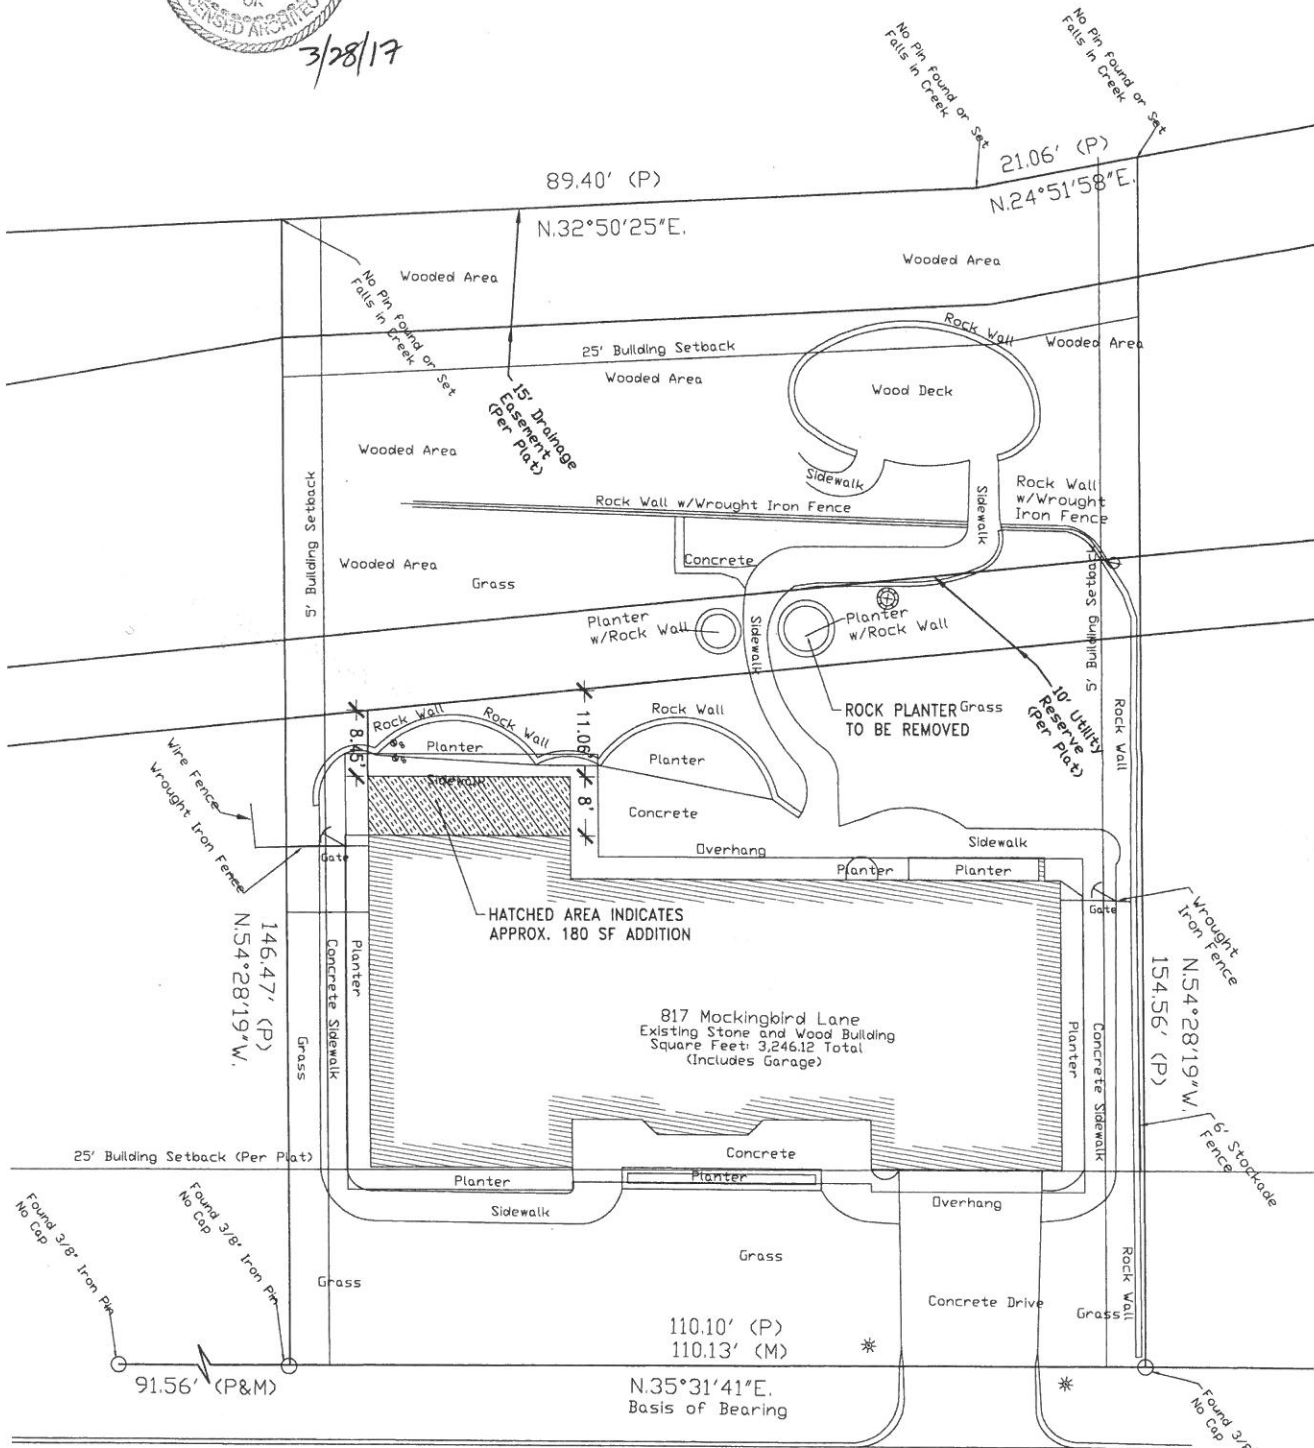 OR
LICENSED ARCHITECT
3/28/17
No Pin found or Set
Falls in Creek
No Pin found or Set
Falls in Creek
89.40' (P)
N.32°50'25"E.
21.06' (P)
N.24°51'58"E.
No Pin found or Set
Falls in Creek
Wooded Area
Wooded Area
25' Building Setback
Rock Wall
Wooded Area
Wooded Area
Wood Deck
15' Drainage
Easement
(Per Plat)
Wooded Area
Sidewalk
5' Building Setback
Rock Wall w/Wrought Iron Fence
Sidewalk
Rock Wall
w/Wrought
Iron Fence
Concrete
Wooded Area
Grass
5' Building Setback
Planter
w/Rock Wall
Sidewalk
Planter
w/Rock Wall
ROCK PLANTER
TO BE REMOVED
Grass
10' Utility
Reserve
(Per Plat)
Rock Wall
8.45'
Rock Wall
Rock Wall
Planter
11.06'
Rock Wall
Planter
Wire Fence
Wrought Iron Fence
Sidewalk
8'
Concrete
Gate
Overhang
Sidewalk
Planter
Planter
Gate
Wrought
Iron Fence
HATCHED AREA INDICATES
APPROX. 180 SF ADDITION
146.47' (P)
N.54°28'19"W.
Concrete Sidewalk
Planter
Grass
817 Mockingbird Lane
Existing Stone and Wood Building
Square Feet: 3,246.12 Total
(Includes Garage)
Planter
Concrete Sidewalk
N.54°28'19"W.
154.56' (P)
6' Stockade
Fence
25' Building Setback (Per Plat)
Concrete
Planter
Planter
Sidewalk
Overhang
Found 3/8" Iron Pin
No Cap
Found 3/8" Iron Pin
No Cap
Grass
Grass
Concrete Drive
Grass
Rock Wall
110.10' (P)
110.13' (M)
91.56' (P&M)
N.35°31'41"E.
Basis of Bearing
Found 3/8
No Cap